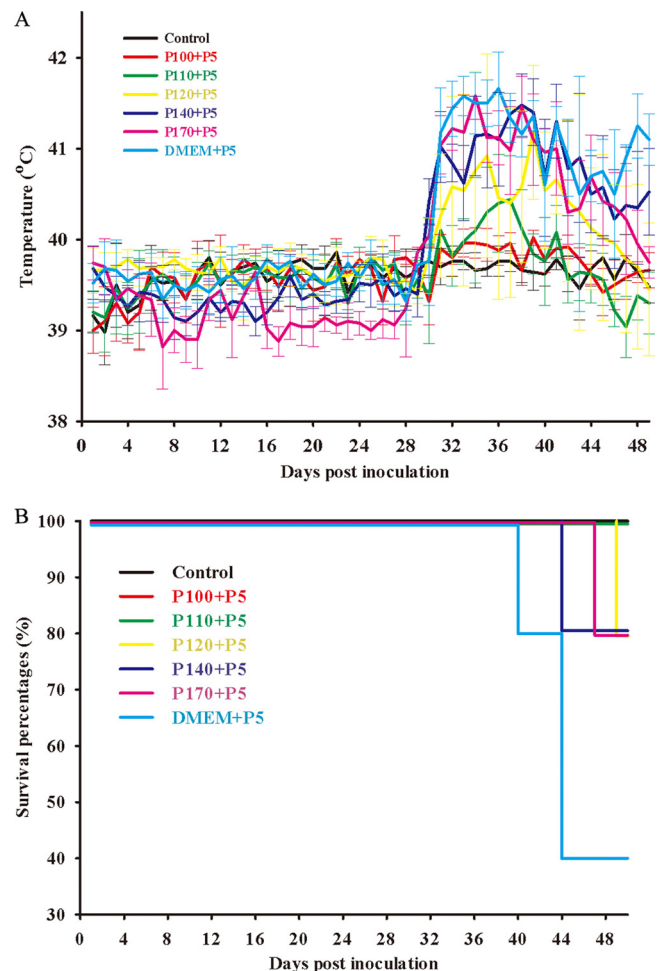 A
42
41
40
39
38
Temperature (°C)
Control
P100+P5
P110+P5
P120+P5
P140+P5
P170+P5
DMEM+P5
0 4 8 12 16 20 24 28 32 36 40 44 48
Days post inoculation
B
100
90
80
70
60
50
40
30
Survival percentages (%)
Control
P100+P5
P110+P5
P120+P5
P140+P5
P170+P5
DMEM+P5
0 4 8 12 16 20 24 28 32 36 40 44 48
Days post inoculation